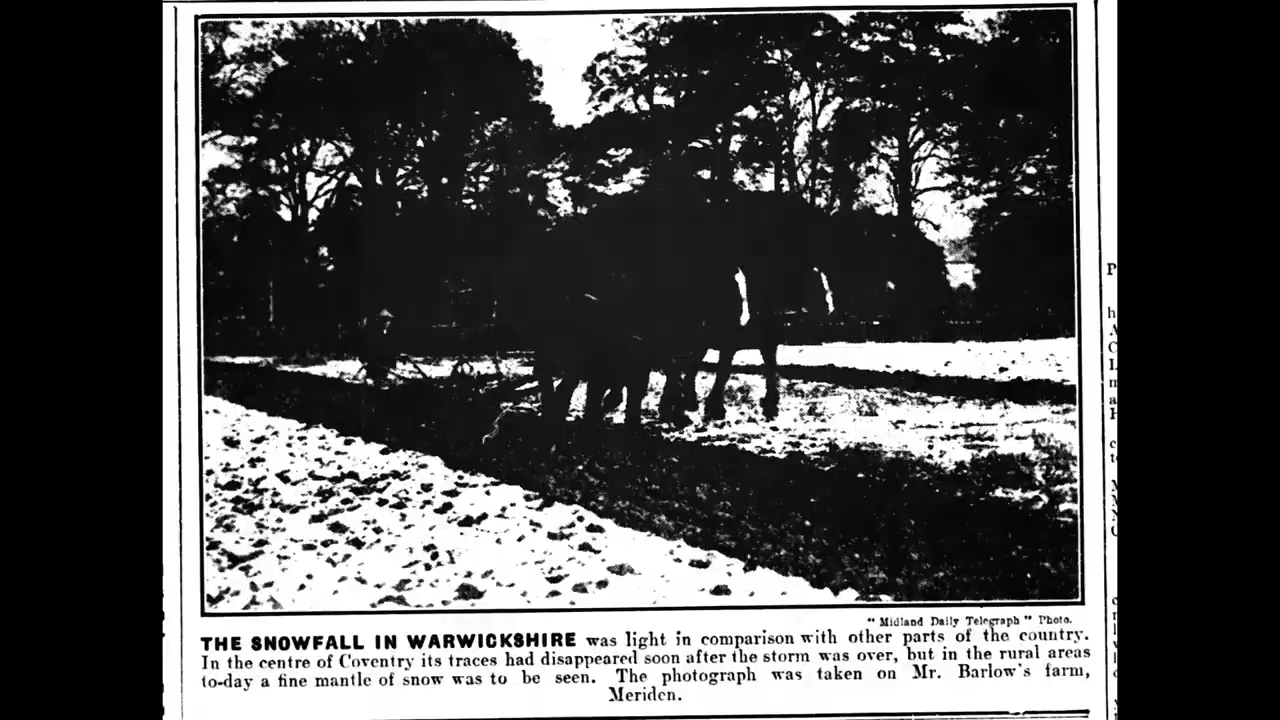 "Midland Daily Telegraph" Photo.
THE SNOWFALL IN WARWICKSHIRE was light in comparison with other parts of the country.
In the centre of Coventry its traces had disappeared soon after the storm was over, but in the rural areas
to-day a fine mantle of snow was to be seen. The photograph was taken on Mr. Barlow's farm,
Meriden.